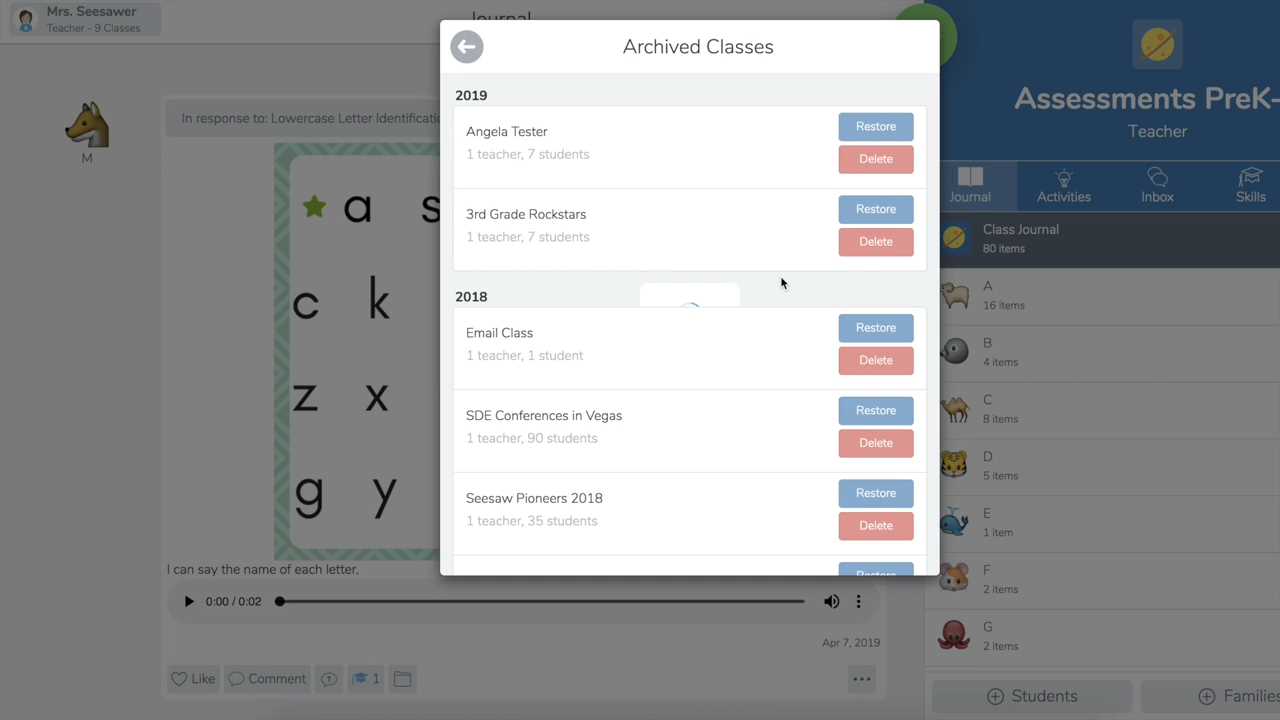 Mrs. Seesawer
Teacher - 9 Classes
Journal
M
In response to: Lowercase Letter
a s
c k
z x
g y
I can say the name of each letter.
0:00 / 0:02
Apr 7, 2019
Like
Comment
1
Archived Classes
2019
Angela Tester
1 teacher, 7 students
Restore
Delete
3rd Grade Rockstars
1 teacher, 7 students
Restore
Delete
2018
Email Class
1 teacher, 1 student
Restore
Delete
SDE Conferences in Vegas
1 teacher, 90 students
Restore
Delete
Seesaw Pioneers 2018
1 teacher, 35 students
Restore
Delete
Restore
Assessments PreK-
Teacher
Journal
Activities
Inbox
Skills
Class Journal
80 items
A
16 items
B
4 items
C
8 items
D
5 items
E
1 item
F
2 items
G
2 items
Students
Families